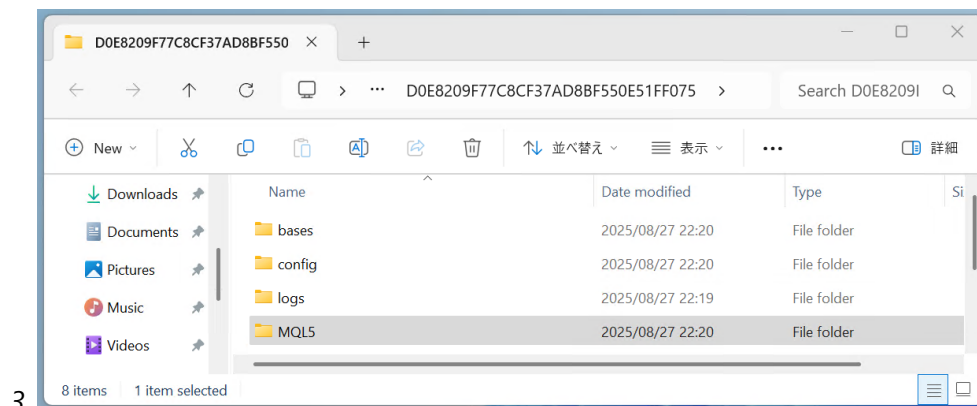 D0E8209F77C8CF37AD8BF550
D0E8209F77C8CF37AD8BF550E51FF075
Search D0E8209I
New
並べ替え
表示
詳細
Name
Date modified
Type
Si
Downloads
Documents
Pictures
Music
Videos
bases 2025/08/27 22:20 File folder
config 2025/08/27 22:20 File folder
logs 2025/08/27 22:19 File folder
MQL5 2025/08/27 22:20 File folder
8 items
1 item selected
3